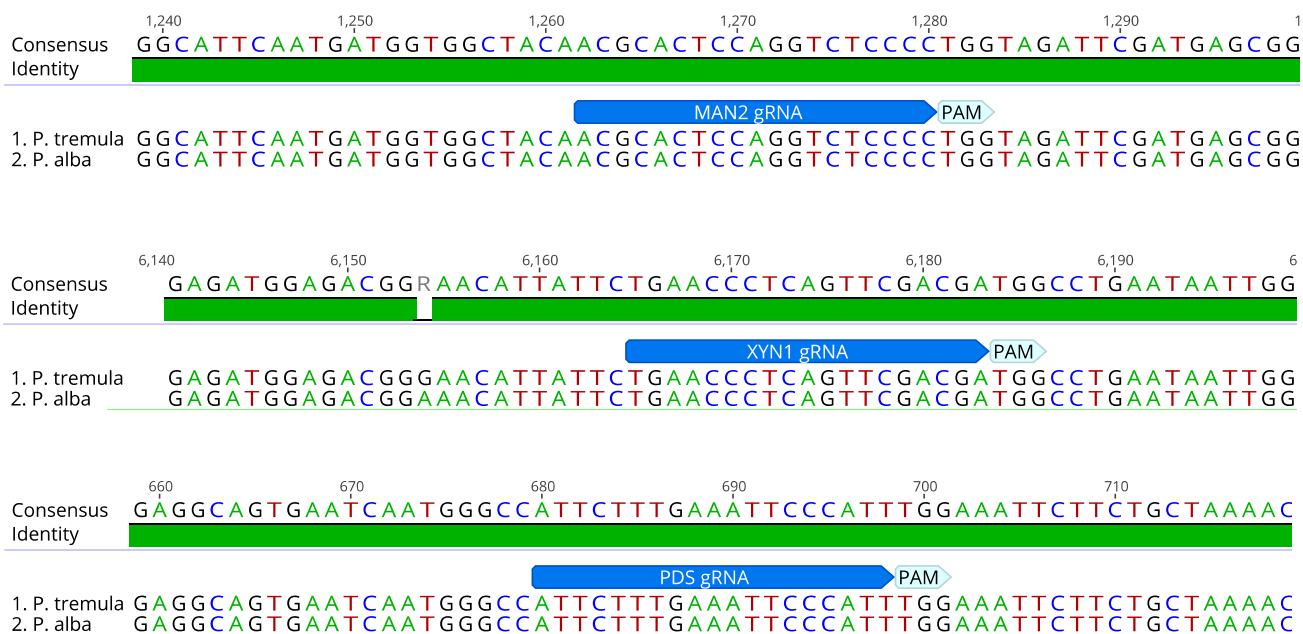 1,240 1,250 1,260 1,270 1,280 1,290 1
Consensus GGCATTCAATGATGGTGGCTACAACGCACTCCAGGTCTCCCCTGGTAGATTCGATGAGCGG
Identity
MAN2 gRNA PAM
1. P. tremula GGCATTCAATGATGGTGGCTACAACGCACTCCAGGTCTCCCCTGGTAGATTCGATGAGCGG
2. P. alba GGCATTCAATGATGGTGGCTACAACGCACTCCAGGTCTCCCCTGGTAGATTCGATGAGCGG
6,140 6,150 6,160 6,170 6,180 6,190 6
Consensus GAGATGGAGACGGRAACATTATTCTGAACCCTCAGTTCGACGATGGCCTGAATAATTGG
Identity
XYN1 gRNA PAM
1. P. tremula GAGATGGAGACGGGAACATTATTCTGAACCCTCAGTTCGACGATGGCCTGAATAATTGG
2. P. alba GAGATGGAGACGGAAACATTATTCTGAACCCTCAGTTCGACGATGGCCTGAATAATTGG
660 670 680 690 700 710
Consensus GAGGCAGTGAATCAATGGGCCATTCTTTGAAATTCCCATTTGGAAATTCTTCTGCTAAAAC
Identity
PDS gRNA PAM
1. P. tremula GAGGCAGTGAATCAATGGGCCATTCTTTGAAATTCCCATTTGGAAATTCTTCTGCTAAAAC
2. P. alba GAGGCAGTGAATCAATGGGCCATTCTTTGAAATTCCCATTTGGAAATTCTTCTGCTAAAAC